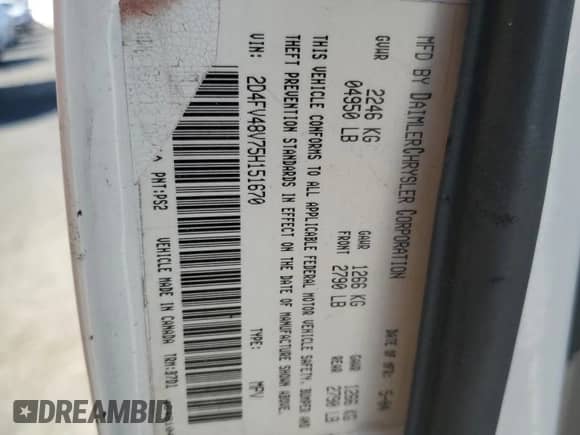 MFD BY DAIMLERCHRYSLER CORPORATION
DATE OF MFR: 5-04
GVWR 2246 KG
04950 LB
GAWR FRONT 1266 KG
2790 LB
GAWR REAR 1266 KG
2790 LB
THIS VEHICLE CONFORMS TO ALL APPLICABLE FEDERAL MOTOR VEHICLE SAFETY, BUMPER AND
THEFT PREVENTION STANDARDS IN EFFECT ON THE DATE OF MANUFACTURE SHOWN ABOVE.
VIN: 2D4FV48V75H151670
TYPE: MPV
PNT:PS2
VEHICLE MADE IN CANADA TRM:B7D1
DREAMBID